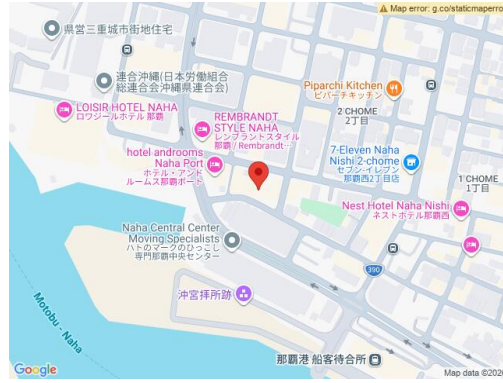 Map error: g.co/staticmaperro
県営三重城市街地住宅
連合沖縄(日本労働組合
総連合会沖縄県連合会)
Piparchi Kitchen
ピパーチキッチン
LOISIR HOTEL NAHA
ロワジールホテル 那覇
REMBRANDT
STYLE NAHA
レンブラントスタイル
那覇 / Rembrandt…
2 CHOME
2丁目
hotel androoms
Naha Port
ホテル・アンド
ルームス那覇ポート
7-Eleven Naha
Nishi 2-chome
セブン-イレブン
那覇西2丁目店
1 CHOME
1丁目
Nest Hotel Naha Nishi
ネストホテル那覇西
Naha Central Center
Moving Specialists
ハトのマークのひっこし
専門那覇中央センター
390
沖宮拝所跡
Motobu - Naha
那覇港 船客待合所
Google
Map data ©202